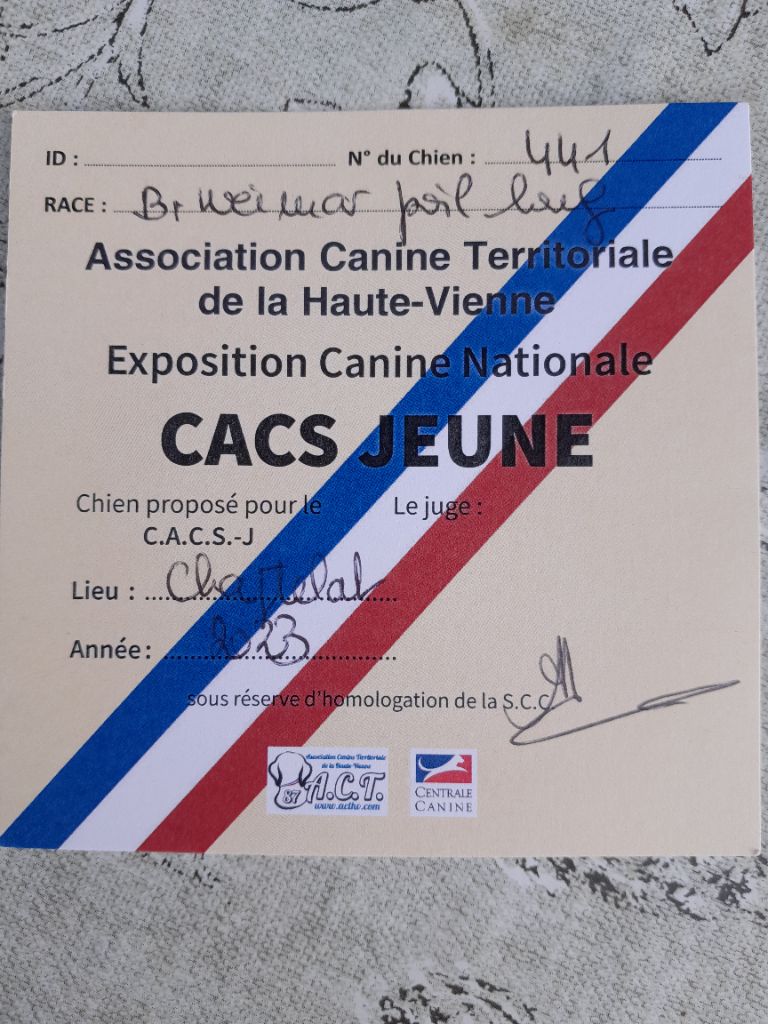 ID : N° du Chien : 441
RACE : Br Weimar poil long
Association Canine Territoriale
de la Haute-Vienne
Exposition Canine Nationale
CACS JEUNE
Chien proposé pour le Le juge :
C.A.C.S.-J
Lieu :
Année : 2023
sous réserve d'homologation de la S.C.C
Association Canine Territoriale
de la Haute-Vienne
87 A.C.T.
www.acthv.com
CENTRALE
CANINE